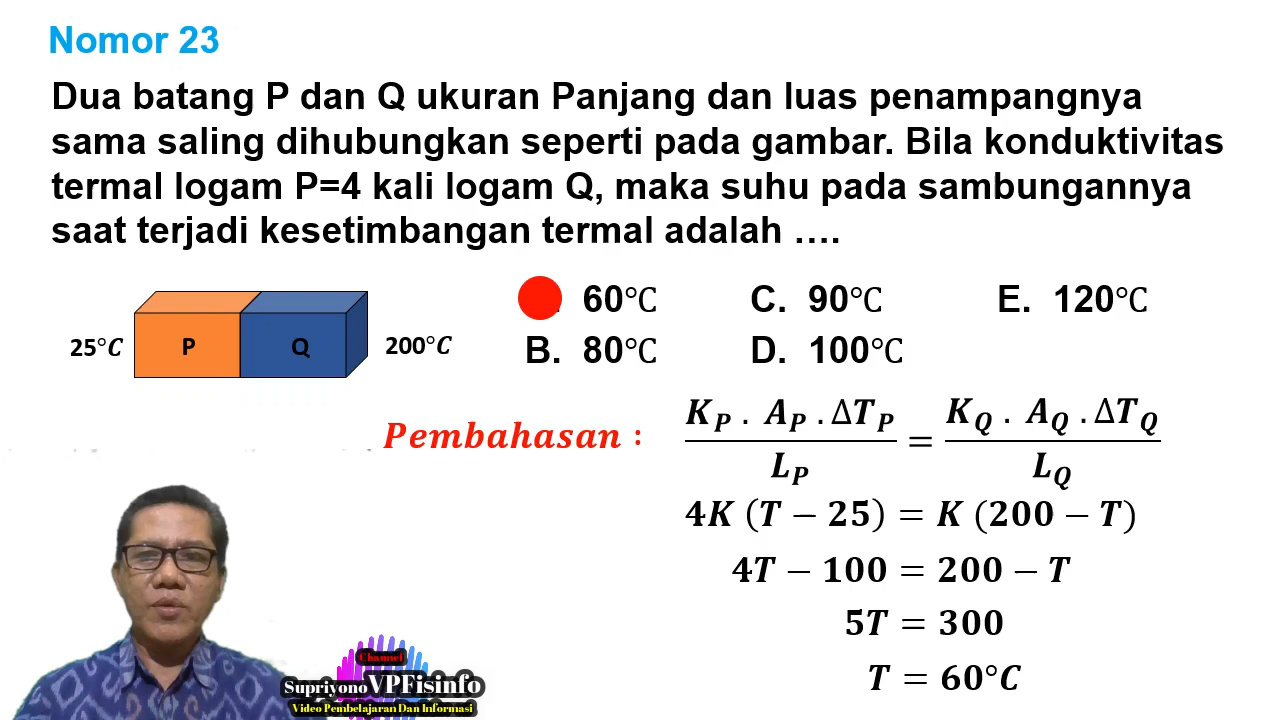 Nomor 23
Dua batang P dan Q ukuran Panjang dan luas penampangnya
sama saling dihubungkan seperti pada gambar. Bila konduktivitas
termal logam P=4 kali logam Q, maka suhu pada sambungannya
saat terjadi kesetimbangan termal adalah ….
60℃ C. 90℃ E. 120℃
B. 80℃ D. 100℃
25°C P Q 200°C
Pembahasan :
K_P . A_P . ΔT_P / L_P = K_Q . A_Q . ΔT_Q / L_Q
4K (T − 25) = K (200 − T)
4T − 100 = 200 − T
5T = 300
T = 60°C
Channel
Supriyono VPFisinfo
Video Pembelajaran Dan Informasi